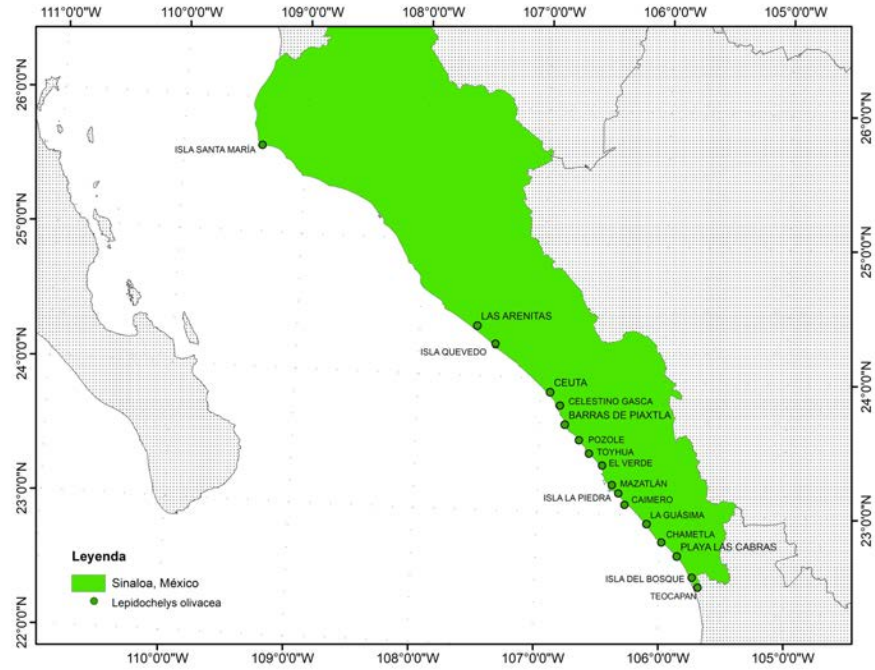 111°0'0"W 110°0'0"W 109°0'0"W 108°0'0"W 107°0'0"W 106°0'0"W 105°0'0"W
26°0'0"N
26°0'0"N
ISLA SANTA MARÍA
25°0'0"N
25°0'0"N
LAS ARENITAS
ISLA QUEVEDO
24°0'0"N
24°0'0"N
CEUTA
CELESTINO GASCA
BARRAS DE PIAXTLA
POZOLE
TOYHUA
EL VERDE
MAZATLÁN
ISLA LA PIEDRA
CAIMERO
23°0'0"N
23°0'0"N
LA GUÁSIMA
CHAMETLA
PLAYA LAS CABRAS
ISLA DEL BOSQUE
TEOCAPAN
Leyenda
Sinaloa, México
Lepidochelys olivacea
22°0'0"N
110°0'0"W 109°0'0"W 108°0'0"W 107°0'0"W 106°0'0"W 105°0'0"W